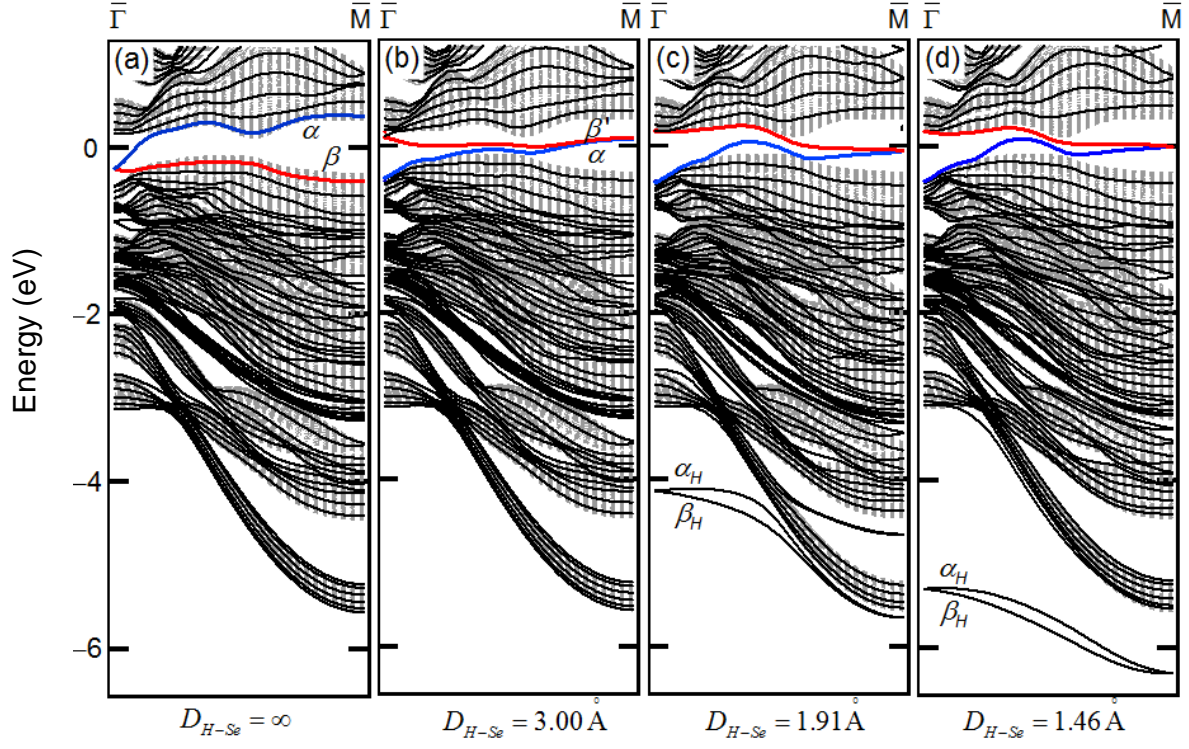 Γ̅ M̅ Γ̅ M̅ Γ̅ M̅ Γ̅ M̅
(a) (b) (c) (d)
α β' 
0 β α
−2
Energy (eV)
−4 α_H
β_H
α_H
β_H
−6
D_{H−Se} = ∞ D_{H−Se} = 3.00 Å D_{H−Se} = 1.91 Å D_{H−Se} = 1.46 Å